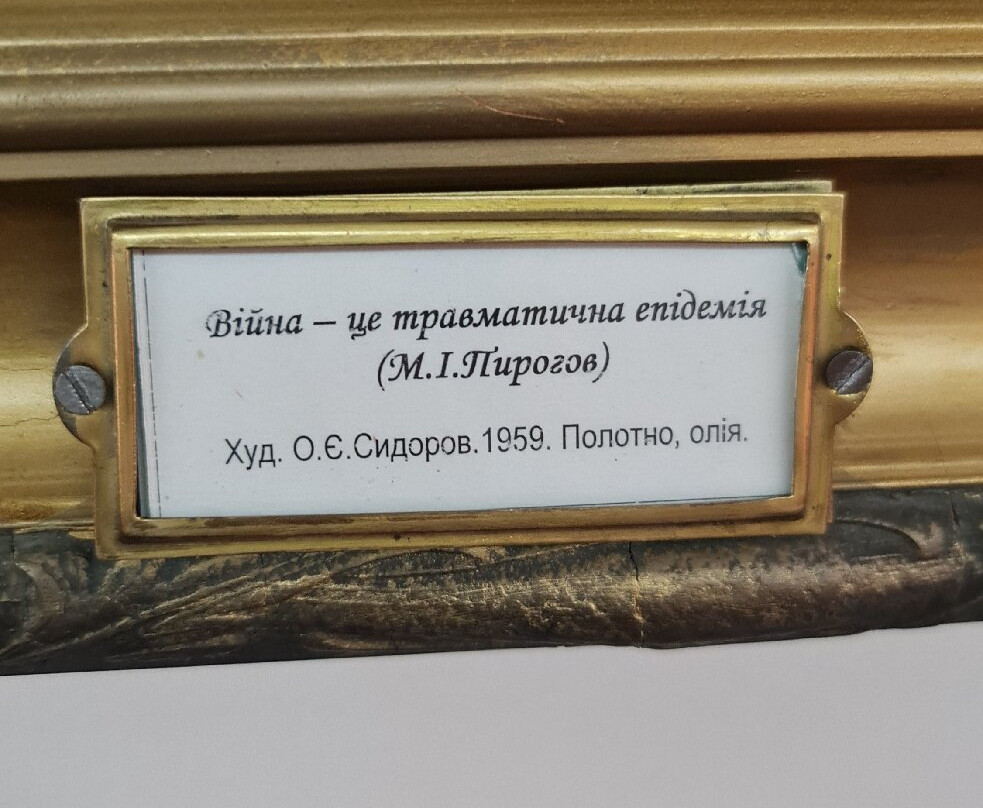 Війна – це травматична епідемія
(М.І.Пирогов)
Худ. О.Є.Сидоров.1959. Полотно, олія.